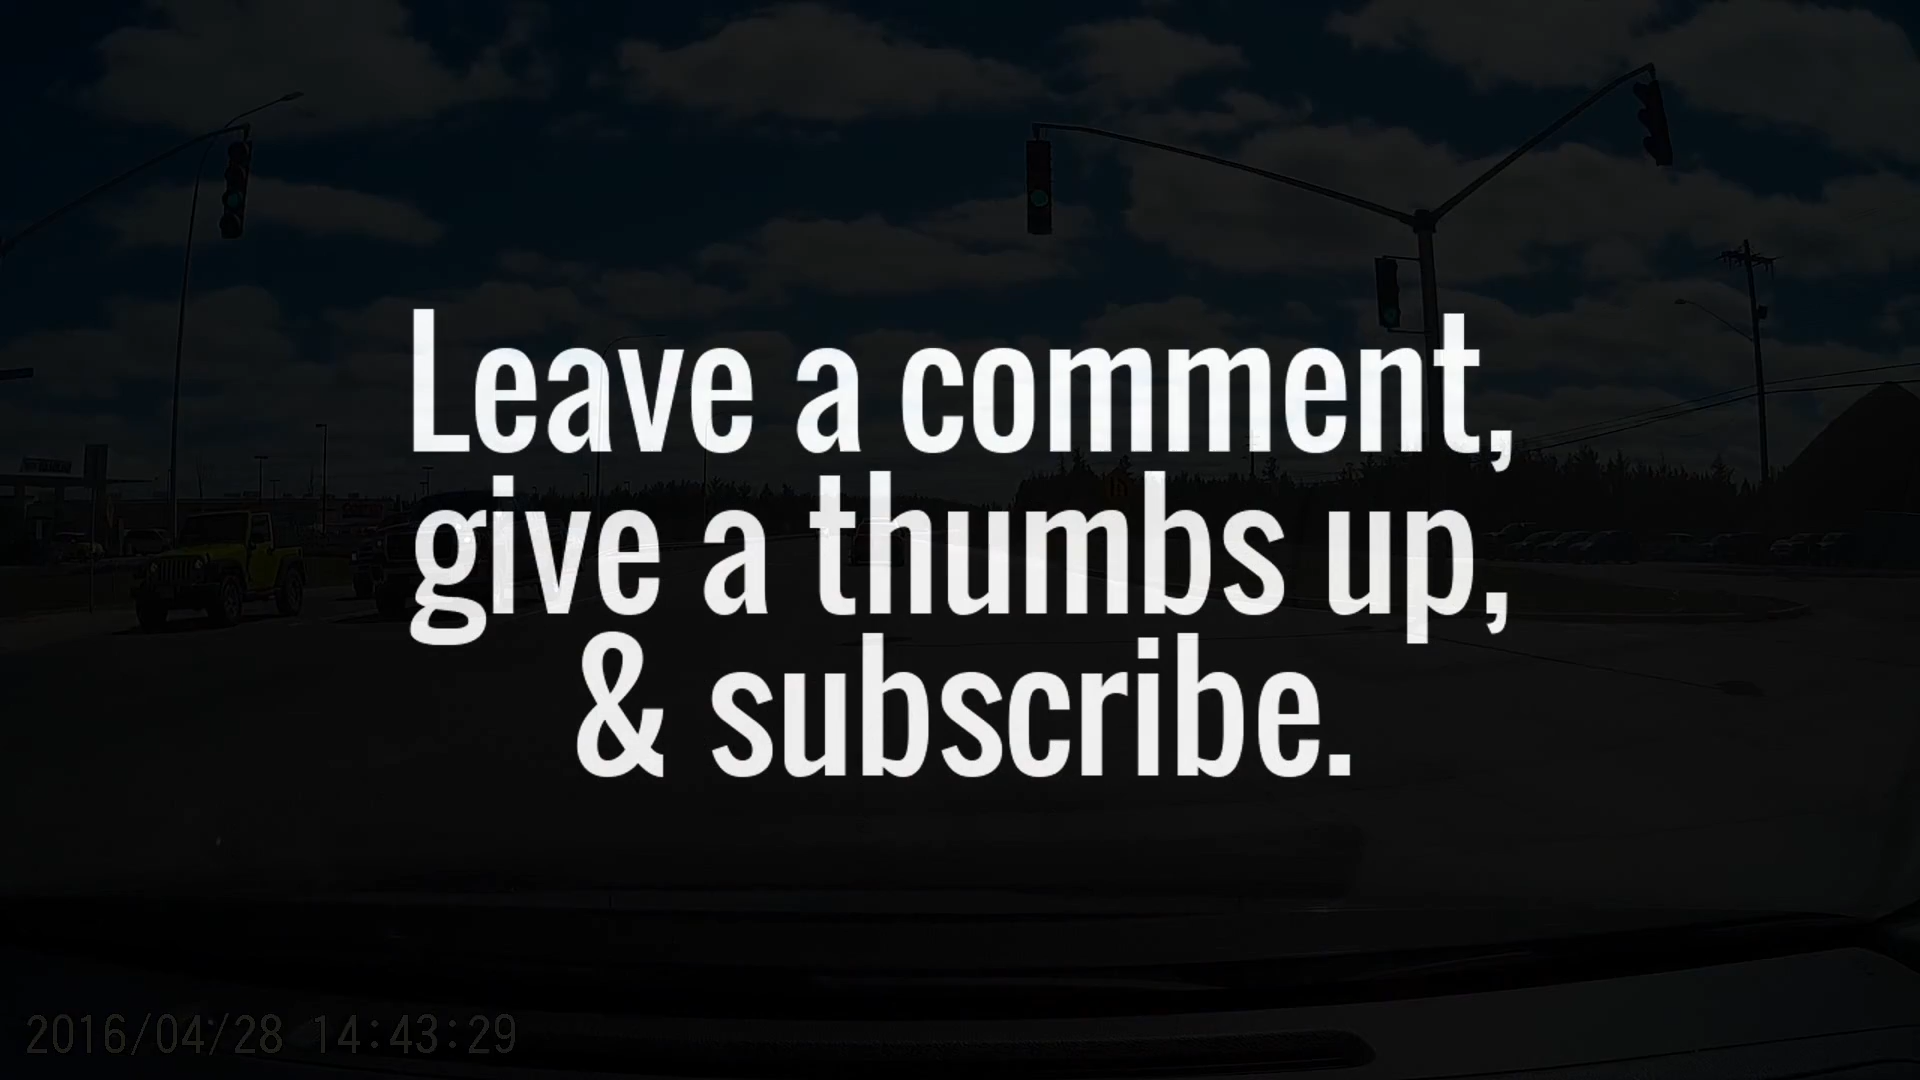 Leave a comment,
give a thumbs up,
& subscribe.
2016/04/28 14:43:29